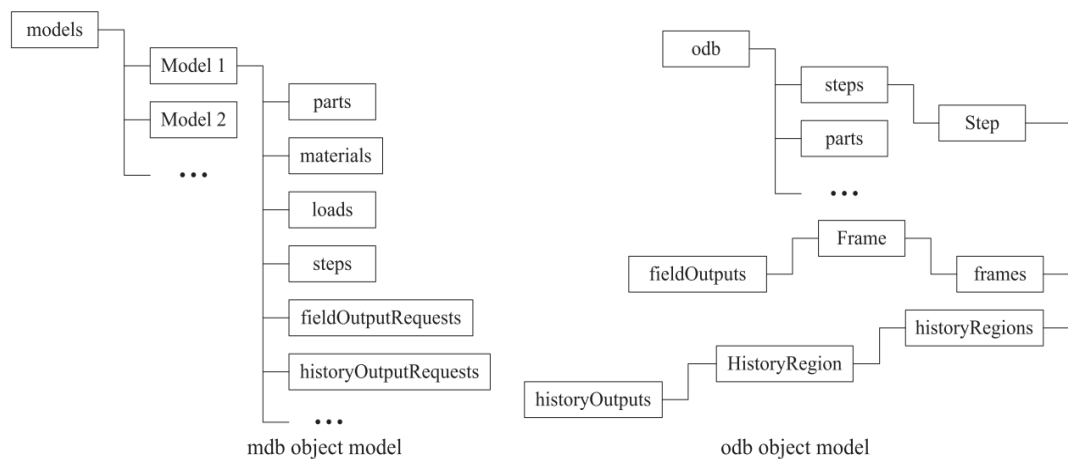 models
Model 1
Model 2
...
parts
materials
loads
steps
fieldOutputRequests
historyOutputRequests
...
mdb object model
odb
steps
Step
parts
...
Frame
fieldOutputs
frames
historyRegions
HistoryRegion
historyOutputs
odb object model